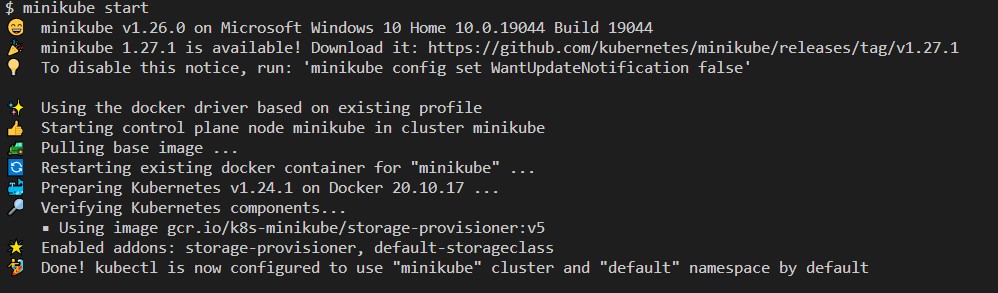 $ minikube start
😄 minikube v1.26.0 on Microsoft Windows 10 Home 10.0.19044 Build 19044
🎉 minikube 1.27.1 is available! Download it: https://github.com/kubernetes/minikube/releases/tag/v1.27.1
💡 To disable this notice, run: 'minikube config set WantUpdateNotification false'
✨ Using the docker driver based on existing profile
👍 Starting control plane node minikube in cluster minikube
🚜 Pulling base image ...
🔄 Restarting existing docker container for "minikube" ...
🐳 Preparing Kubernetes v1.24.1 on Docker 20.10.17 ...
🔎 Verifying Kubernetes components...
▪ Using image gcr.io/k8s-minikube/storage-provisioner:v5
🌟 Enabled addons: storage-provisioner, default-storageclass
🏄 Done! kubectl is now configured to use "minikube" cluster and "default" namespace by default